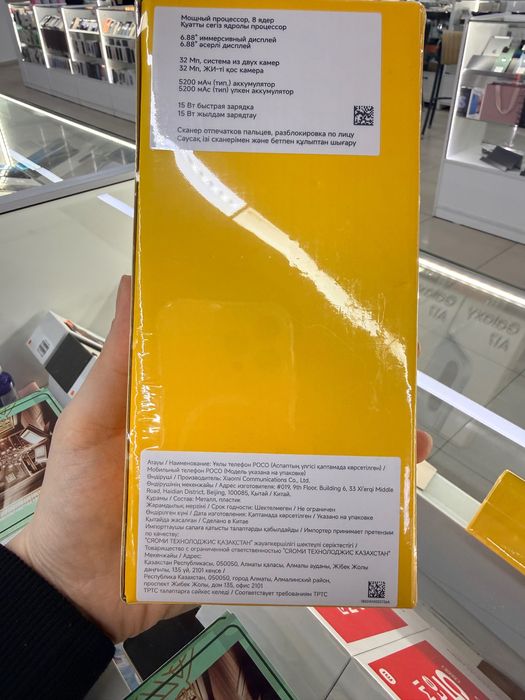 Мощный процессор, 8 ядер
Қуатты сегіз ядролы процессор
6.88" иммерсивный дисплей
6.88" әсерлі дисплей
32 Мп, система из двух камер
32 Мп, ЖИ-ті қос камера
5200 мАч (тип.) аккумулятор
5200 мАс (тип) үлкен аккумулятор
15 Вт быстрая зарядка
15 Вт жылдам зарядтау
Сканер отпечатков пальцев, разблокировка по лицу
Саусақ ізі сканерімен және бетпен құлыптан шығару
Galaxy
A17
Атауы / Наименование: Ұялы телефон POCO (Аспаптың үлгісі қаптамада көрсетілген) /
Мобильный телефон POCO (Модель указана на упаковке)
Өндіруші / Производитель: Xiaomi Communications Co., Ltd.
Өндірушінің мекенжайы / Адрес изготовителя: #019, 9th Floor, Building 6, 33 Xi'erqi Middle
Road, Haidian District, Beijing, 100085, Қытай / Китай.
Құрамы / Состав: Металл, пластик
Жарамдылық мерзімі / Срок годности: Шектелмеген / Не ограничен
Өндірілген күні / Дата изготовления: Қаптамада көрсетілген / Указано на упаковке
Қытайда жасалған / Сделано в Китае
Импорттаушы сапаға қатысты талаптарды қабылдайды / Импортер принимает претензии
по качеству:
"СЯОМИ ТЕХНОЛОДЖИС ҚАЗАҚСТАН" жауапкершілігі шектеулі серіктестігі /
Товарищество с ограниченной ответственностью "СЯОМИ ТЕХНОЛОДЖИС КАЗАХСТАН"
Мекенжайы / Адрес:
Қазақстан Республикасы, 050050, Алматы қаласы, Алмалы ауданы, Жібек Жолы
даңғылы, 135 үй, 2101 кеңсе /
Республика Казахстан, 050050, город Алматы, Алмалинский район,
проспект Жибек Жолы, дом 135, офис 2101
ТРТС талаптарға сәйкес келеді / Соответствует требованиям ТРТС